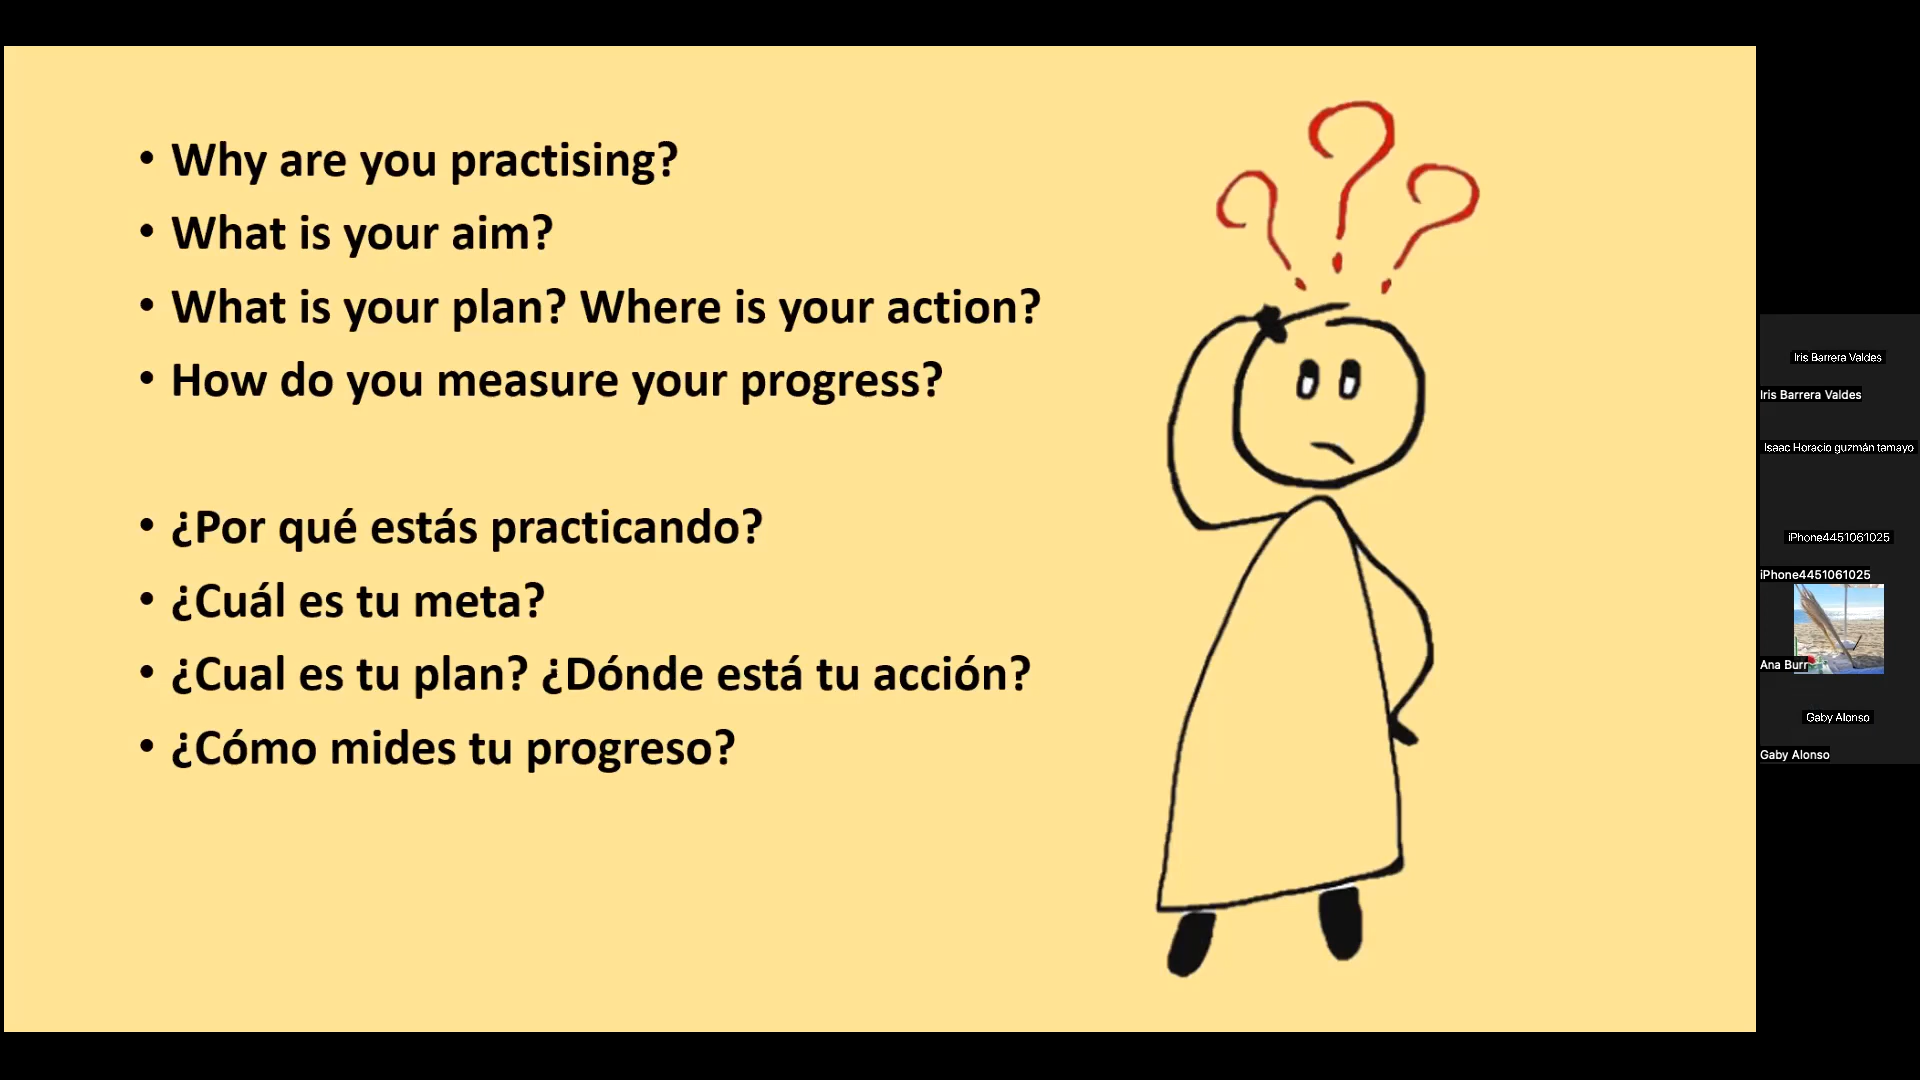 • Why are you practising?
• What is your aim?
• What is your plan? Where is your action?
• How do you measure your progress?
• ¿Por qué estás practicando?
• ¿Cuál es tu meta?
• ¿Cual es tu plan? ¿Dónde está tu acción?
• ¿Cómo mides tu progreso?
???
Iris Barrera Valdes
Iris Barrera Valdes
Isaac Horacio guzmán tamayo
iPhone4451061025
iPhone4451061025
Ana Burr
Gaby Alonso
Gaby Alonso